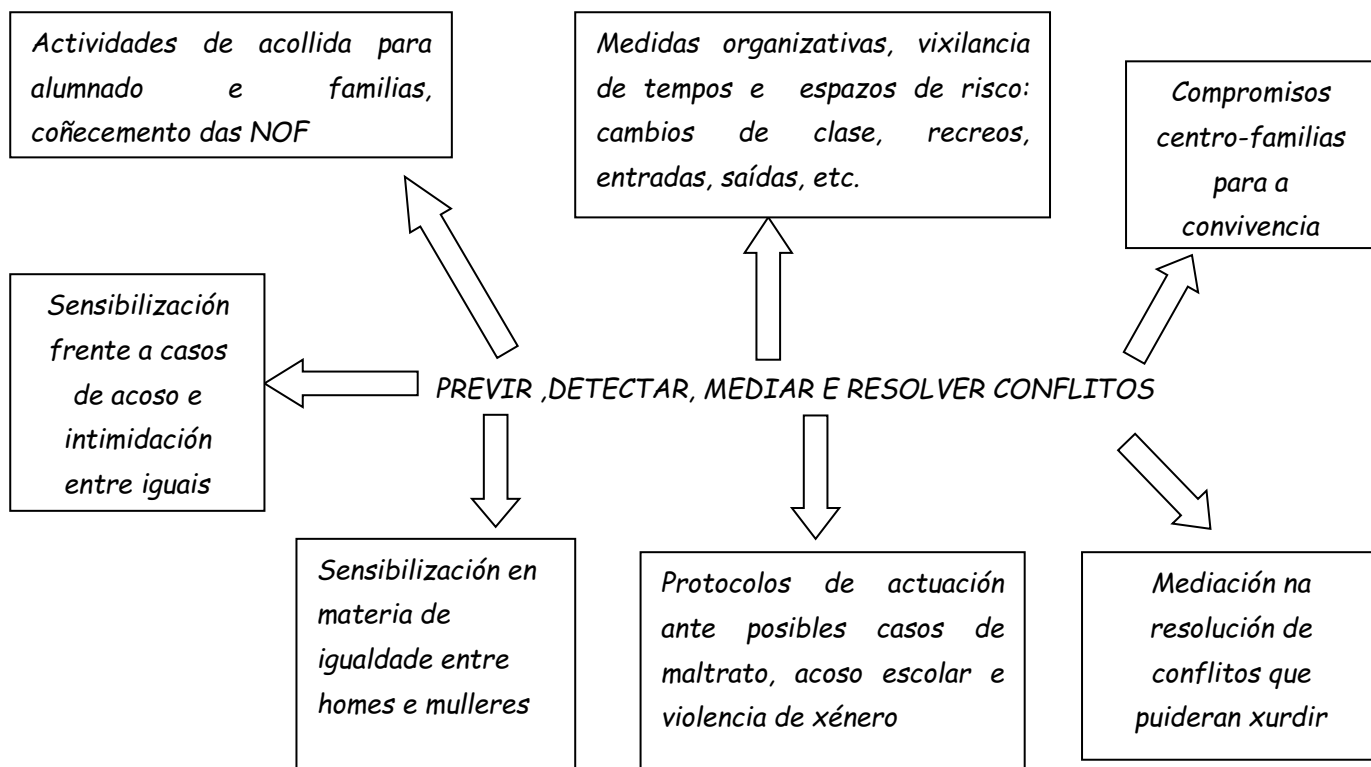 Actividades de acollida para
alumnado e familias,
coñecemento das NOF
Medidas organizativas, vixilancia
de tempos e espazos de risco:
cambios de clase, recreos,
entradas, saídas, etc.
Compromisos
centro-familias
para a
convivencia
Sensibilización
frente a casos
de acoso e
intimidación
entre iguais
PREVIR ,DETECTAR, MEDIAR E RESOLVER CONFLITOS
Sensibilización en
materia de
igualdade entre
homes e mulleres
Protocolos de actuación
ante posibles casos de
maltrato, acoso escolar e
violencia de xénero
Mediación na
resolución de
conflitos que
puideran xurdir